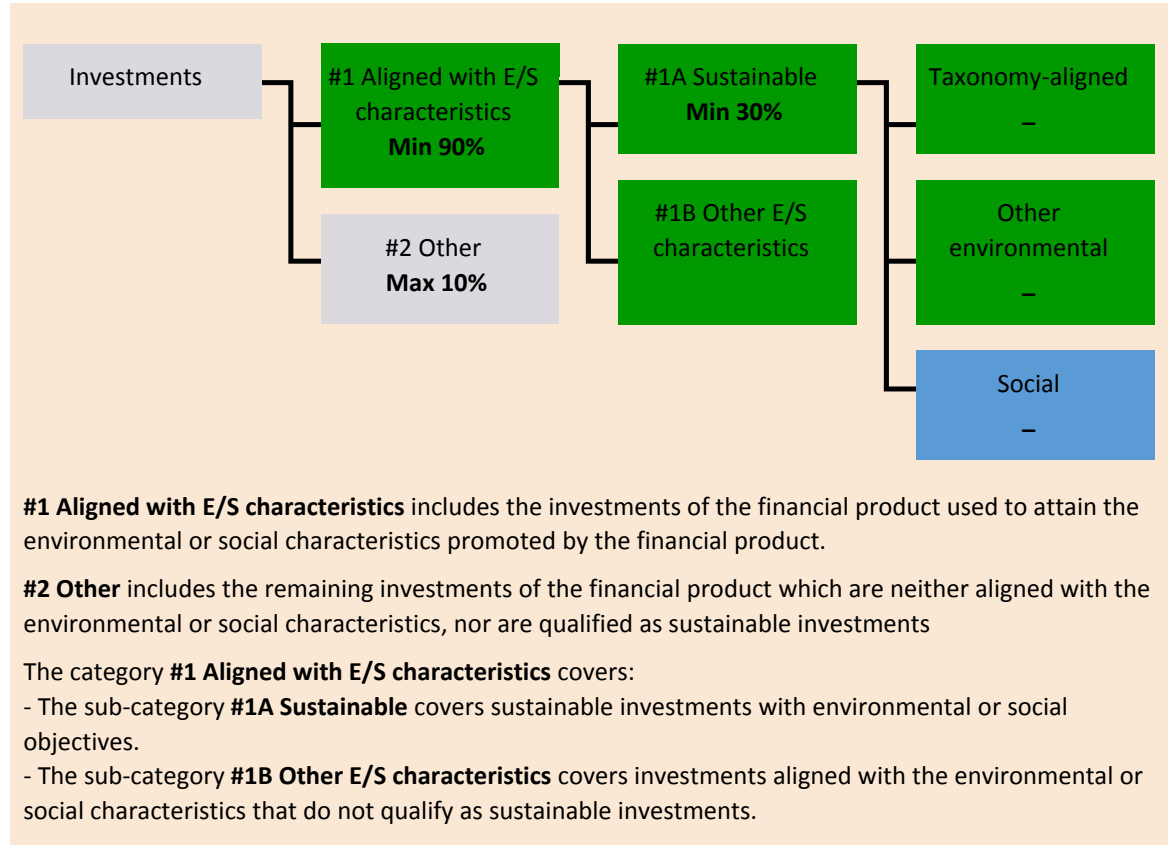 Investments
#1 Aligned with E/S
characteristics
Min 90%
#2 Other
Max 10%
#1A Sustainable
Min 30%
#1B Other E/S
characteristics
Taxonomy-aligned
–
Other
environmental
–
Social
–
#1 Aligned with E/S characteristics includes the investments of the financial product used to attain the
environmental or social characteristics promoted by the financial product.
#2 Other includes the remaining investments of the financial product which are neither aligned with the
environmental or social characteristics, nor are qualified as sustainable investments
The category #1 Aligned with E/S characteristics covers:
- The sub-category #1A Sustainable covers sustainable investments with environmental or social
objectives.
- The sub-category #1B Other E/S characteristics covers investments aligned with the environmental or
social characteristics that do not qualify as sustainable investments.